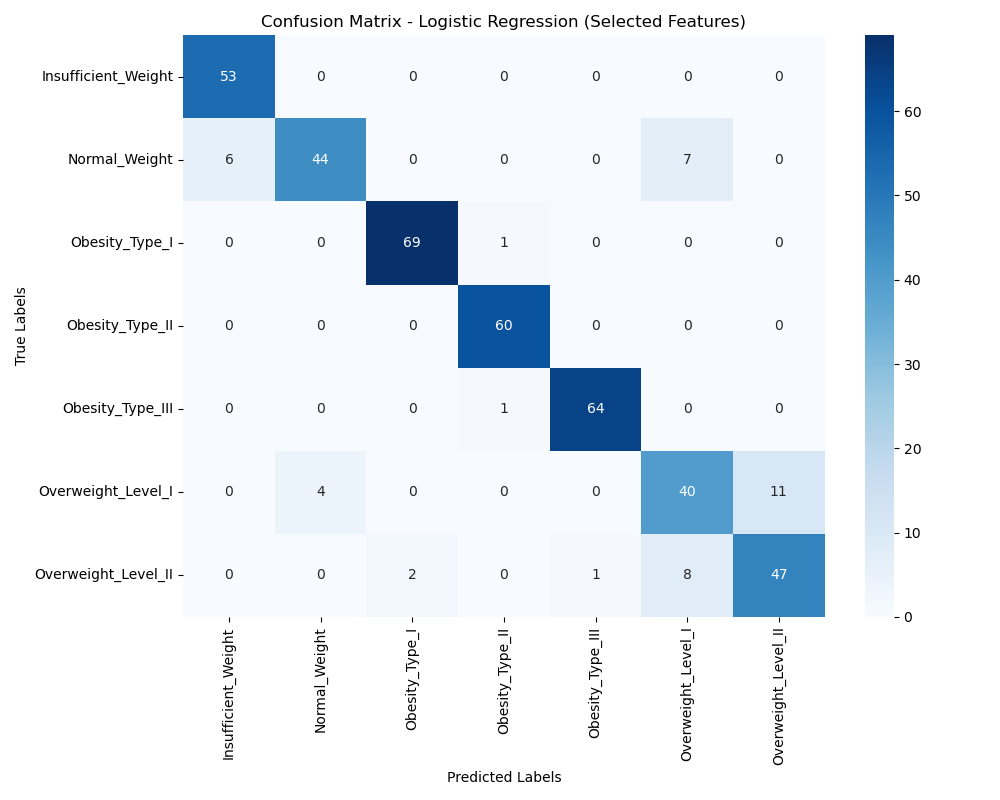 Confusion Matrix - Logistic Regression (Selected Features)
True Labels
Insufficient_Weight 53 0 0 0 0 0 0
Normal_Weight 6 44 0 0 0 7 0
Obesity_Type_I 0 0 69 1 0 0 0
Obesity_Type_II 0 0 0 60 0 0 0
Obesity_Type_III 0 0 0 1 64 0 0
Overweight_Level_I 0 4 0 0 0 40 11
Overweight_Level_II 0 0 2 0 1 8 47
Insufficient_Weight
Normal_Weight
Obesity_Type_I
Obesity_Type_II
Obesity_Type_III
Overweight_Level_I
Overweight_Level_II
Predicted Labels
60
50
40
30
20
10
0